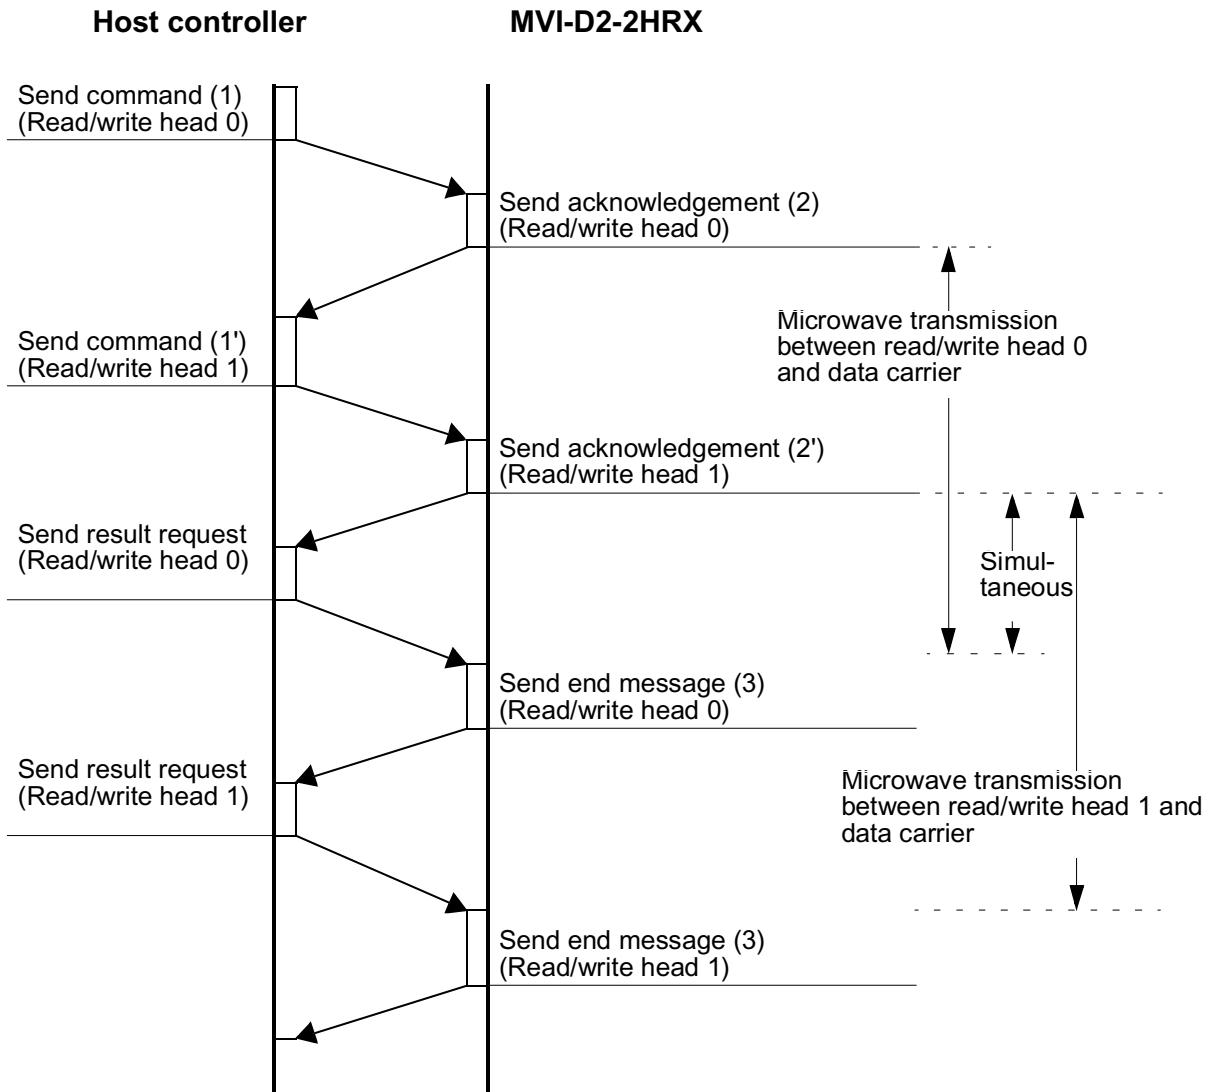 Host controller
MVI-D2-2HRX
Send command (1)
(Read/write head 0)
Send acknowledgement (2)
(Read/write head 0)
Microwave transmission
between read/write head 0
and data carrier
Send command (1')
(Read/write head 1)
Send acknowledgement (2')
(Read/write head 1)
Send result request
(Read/write head 0)
Simul-
taneous
Send end message (3)
(Read/write head 0)
Send result request
(Read/write head 1)
Microwave transmission
between read/write head 1 and
data carrier
Send end message (3)
(Read/write head 1)